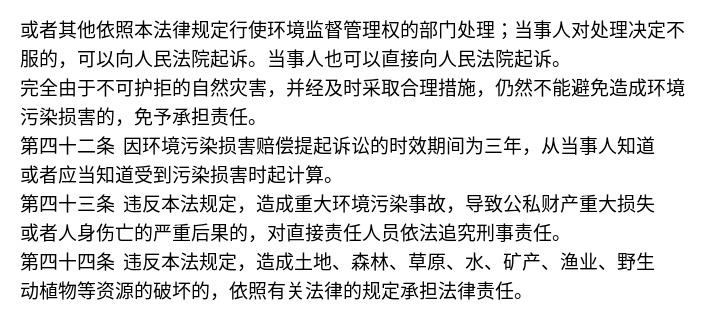 或者其他依照本法律规定行使环境监督管理权的部门处理；当事人对处理决定不
服的，可以向人民法院起诉。当事人也可以直接向人民法院起诉。
完全由于不可护拒的自然灾害，并经及时采取合理措施，仍然不能避免造成环境
污染损害的，免予承担责任。
第四十二条 因环境污染损害赔偿提起诉讼的时效期间为三年，从当事人知道
或者应当知道受到污染损害时起计算。
第四十三条 违反本法规定，造成重大环境污染事故，导致公私财产重大损失
或者人身伤亡的严重后果的，对直接责任人员依法追究刑事责任。
第四十四条 违反本法规定，造成土地、森林、草原、水、矿产、渔业、野生
动植物等资源的破坏的，依照有关法律的规定承担法律责任。